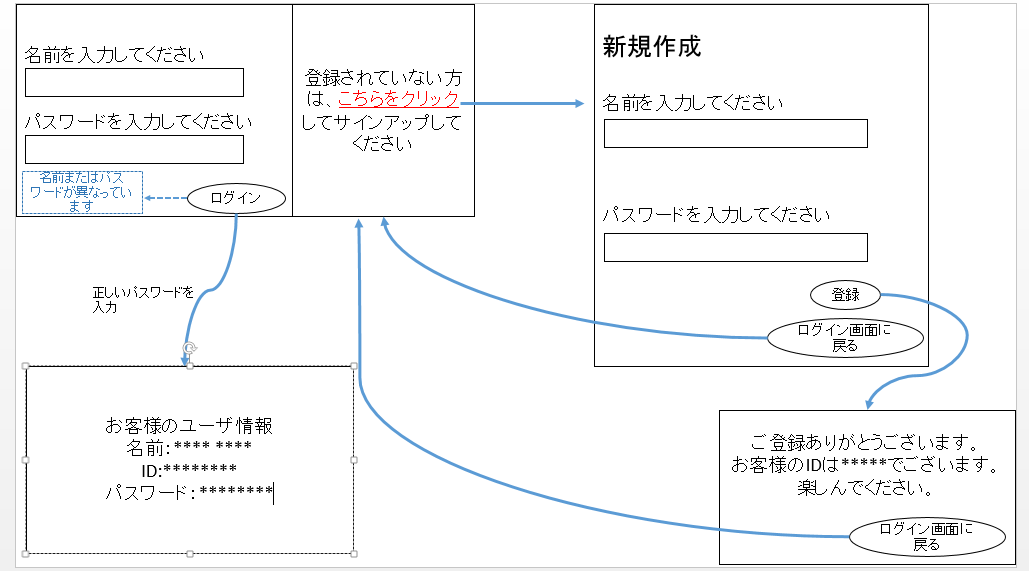 名前を入力してください
パスワードを入力してください
名前またはパス
ワードが異なってい
ます
ログイン
登録されていない方
は、こちらをクリック
してサインアップして
ください
新規作成
名前を入力してください
パスワードを入力してください
登録
ログイン画面に
戻る
正しいパスワードを
入力
お客様のユーザ情報
名前：**** ****
ID:********
パスワード：********
ご登録ありがとうございます。
お客様のIDは*****でございます。
楽しんでください。
ログイン画面に
戻る